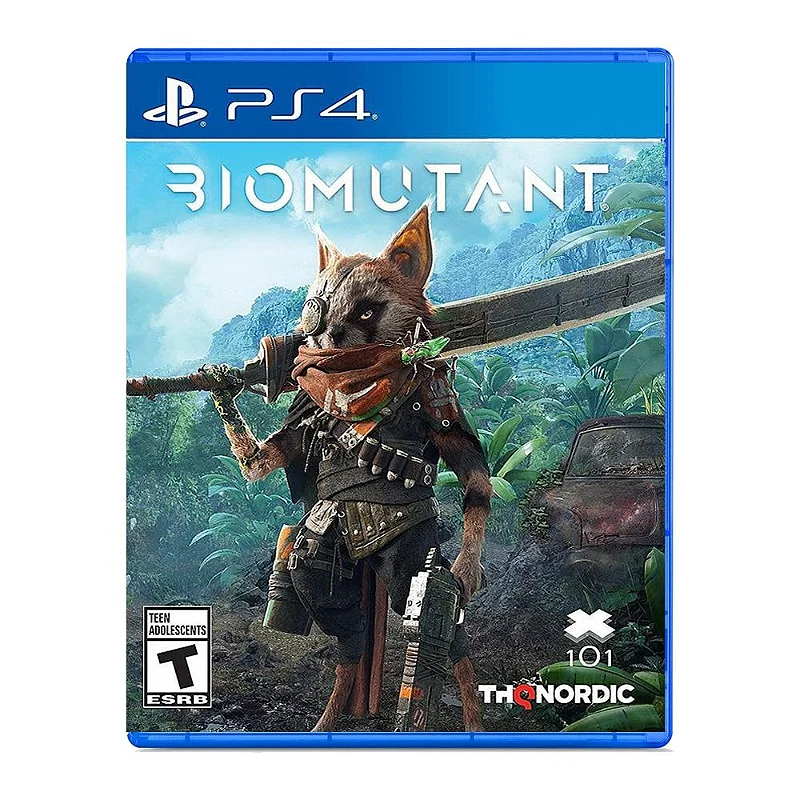 PS4
BIOMUTANT
TEEN
ADOLESCENTS
T
ESRB
101
THQNORDIC